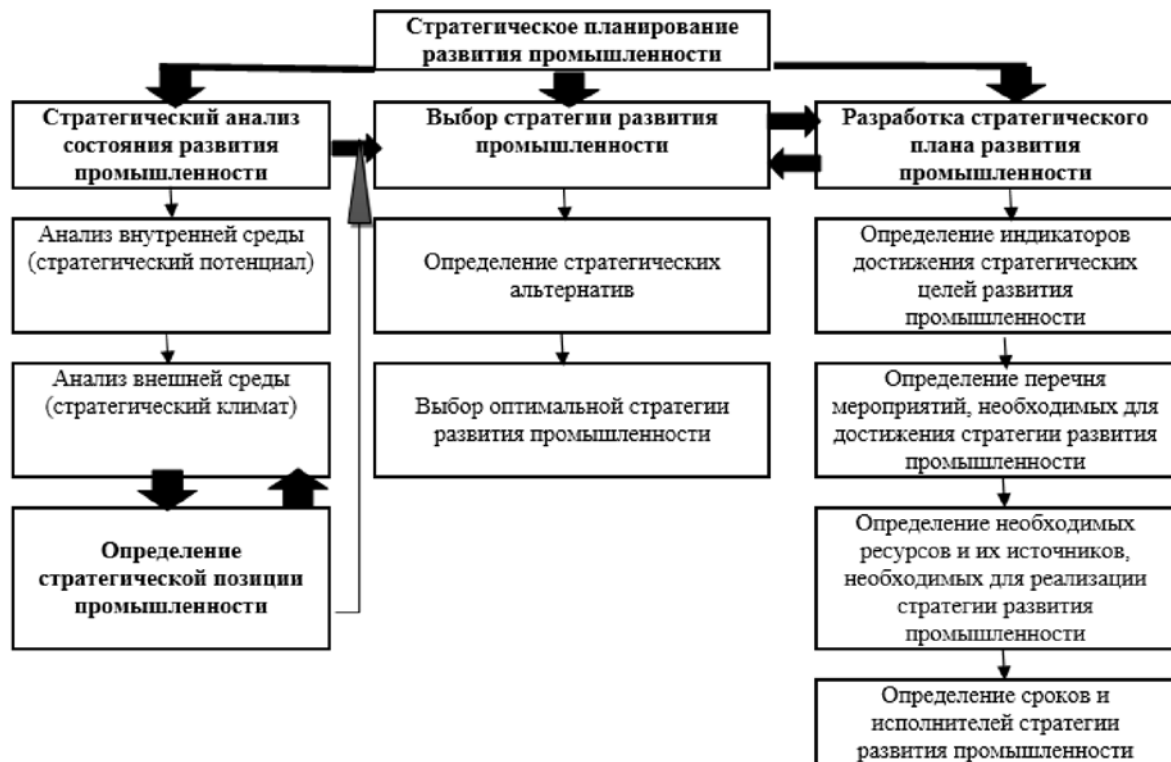 Стратегическое планирование
развития промышленности
Стратегический анализ
состояния развития
промышленности
Выбор стратегии развития
промышленности
Разработка стратегического
плана развития
промышленности
Анализ внутренней среды
(стратегический потенциал)
Определение стратегических
альтернатив
Определение индикаторов
достижения стратегических
целей развития
промышленности
Анализ внешней среды
(стратегический климат)
Выбор оптимальной стратегии
развития промышленности
Определение перечня
мероприятий, необходимых для
достижения стратегии развития
промышленности
Определение
стратегической позиции
промышленности
Определение необходимых
ресурсов и их источников,
необходимых для реализации
стратегии развития
промышленности
Определение сроков и
исполнителей стратегии
развития промышленности